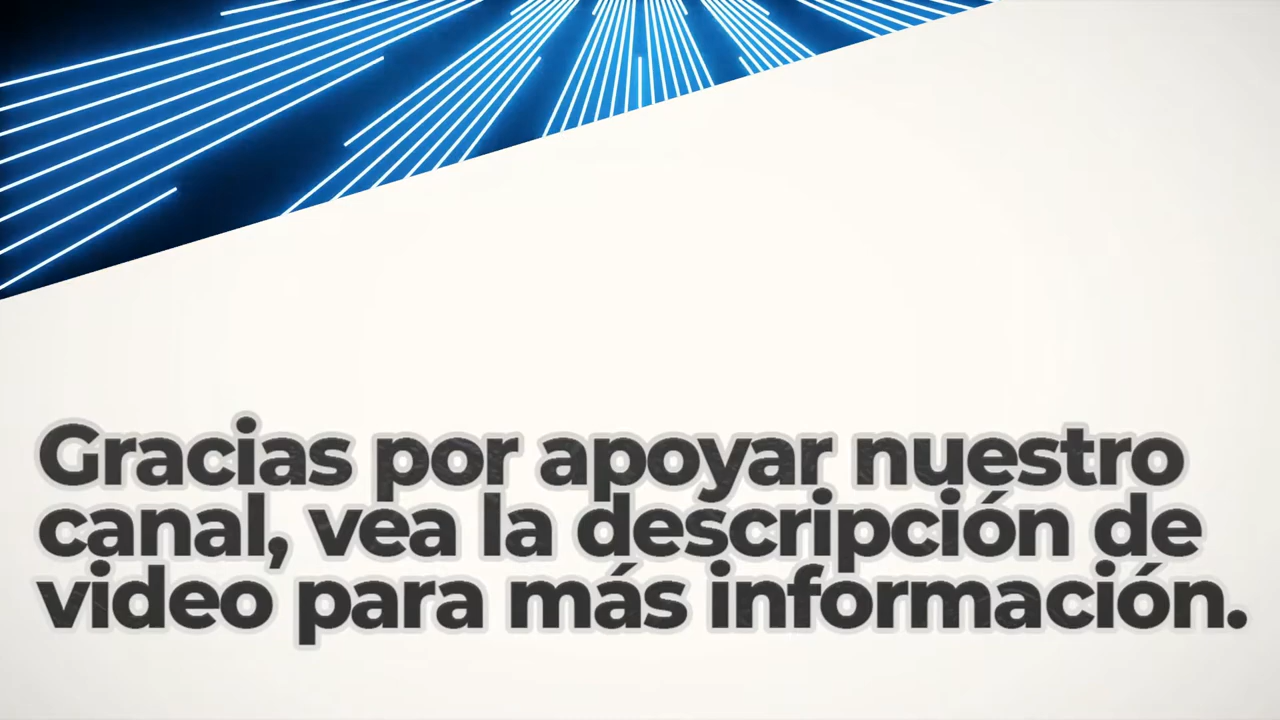 Gracias por apoyar nuestro
canal, vea la descripción de
video para más información.